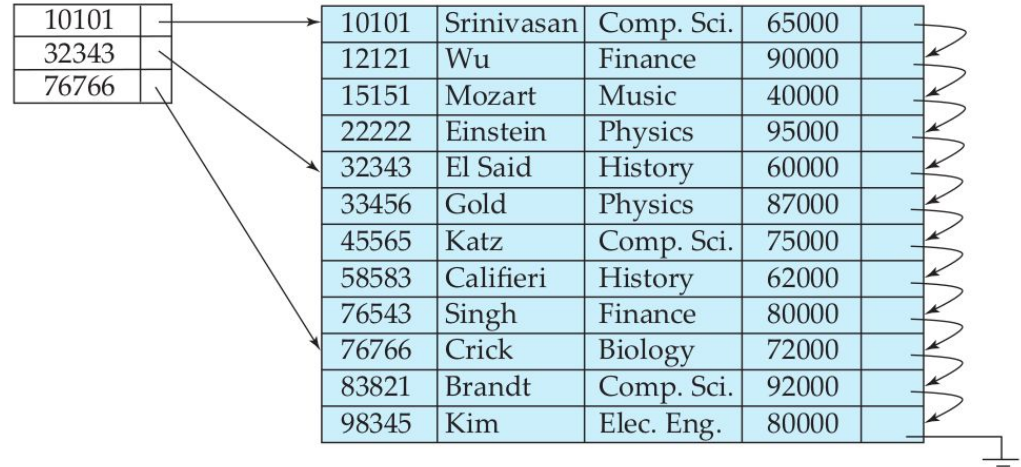 10101
32343
76766
10101 Srinivasan Comp. Sci. 65000
12121 Wu Finance 90000
15151 Mozart Music 40000
22222 Einstein Physics 95000
32343 El Said History 60000
33456 Gold Physics 87000
45565 Katz Comp. Sci. 75000
58583 Califieri History 62000
76543 Singh Finance 80000
76766 Crick Biology 72000
83821 Brandt Comp. Sci. 92000
98345 Kim Elec. Eng. 80000